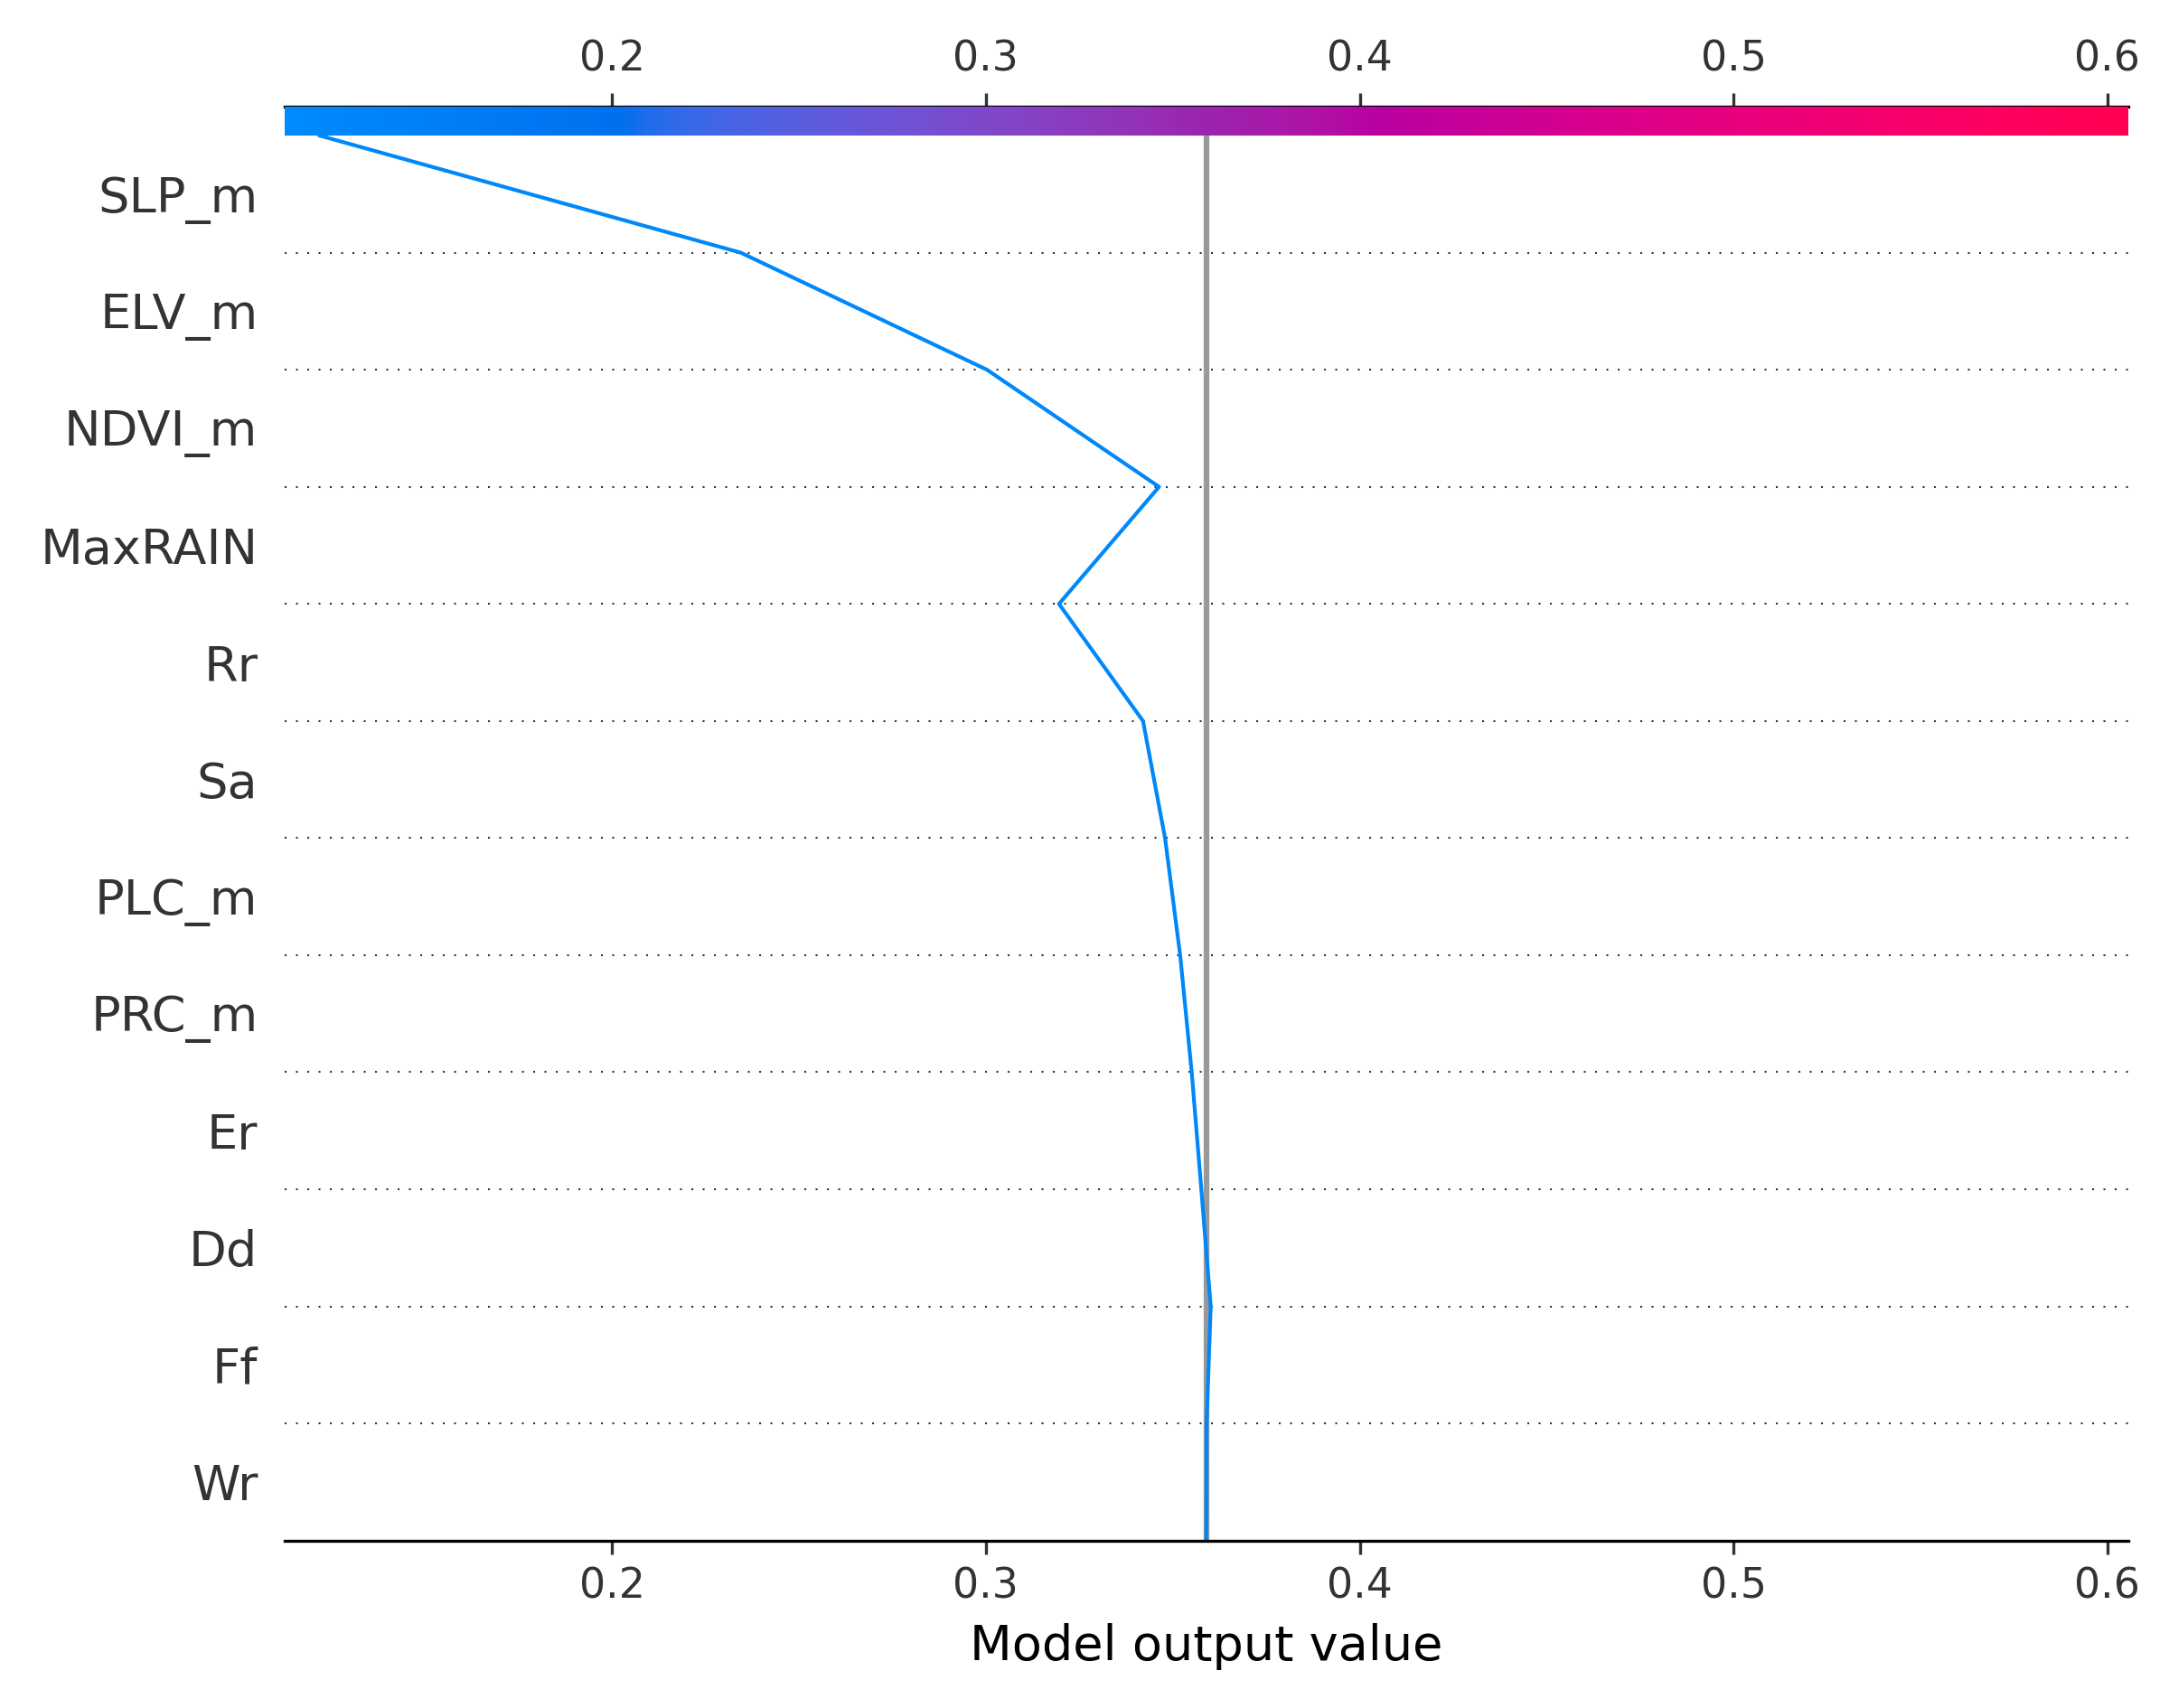 0.2 0.3 0.4 0.5 0.6
SLP_m
ELV_m
NDVI_m
MaxRAIN
Rr
Sa
PLC_m
PRC_m
Er
Dd
Ff
Wr
0.2 0.3 0.4 0.5 0.6
Model output value